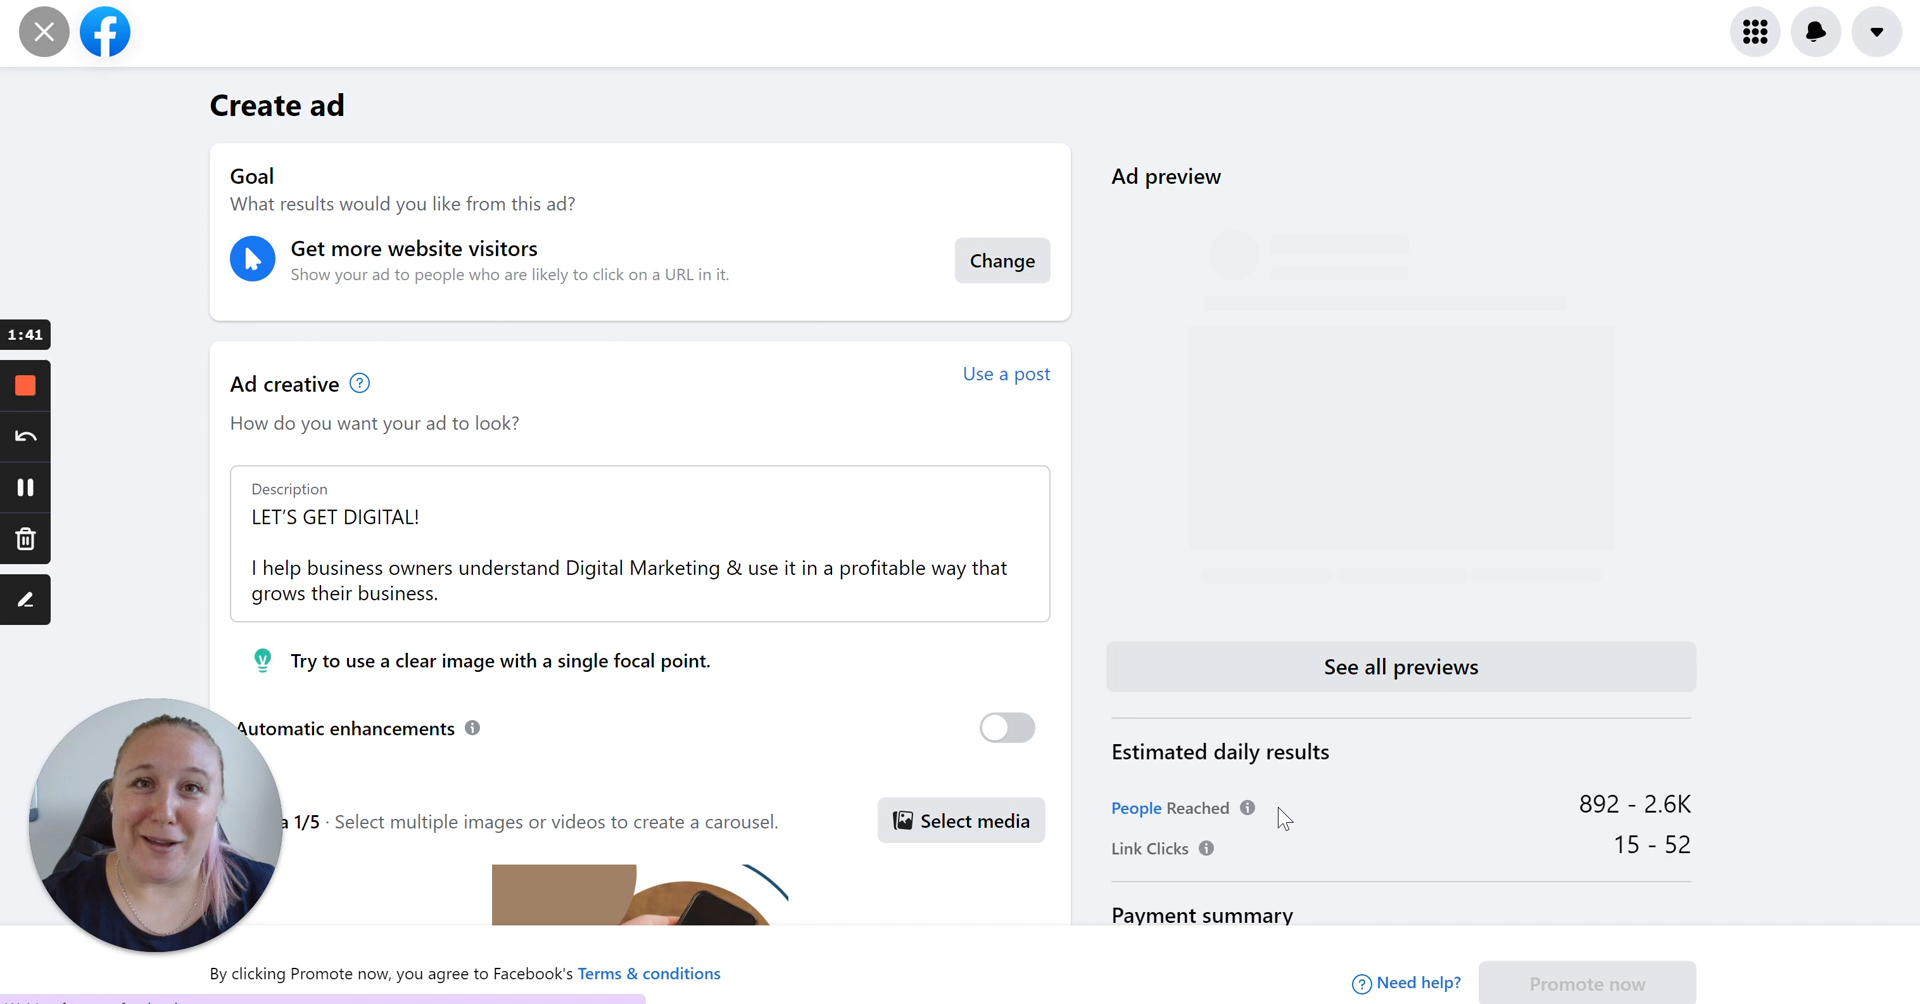 Create ad
Goal
What results would you like from this ad?
Get more website visitors
Show your ad to people who are likely to click on a URL in it.
Change
Ad preview
1:41
Ad creative
Use a post
How do you want your ad to look?
Description
LET'S GET DIGITAL!
I help business owners understand Digital Marketing & use it in a profitable way that
grows their business.
Try to use a clear image with a single focal point.
See all previews
Automatic enhancements
Estimated daily results
People Reached
892 - 2.6K
1/5 · Select multiple images or videos to create a carousel.
Select media
Link Clicks
15 - 52
Payment summary
By clicking Promote now, you agree to Facebook's Terms & conditions
Need help?
Promote now